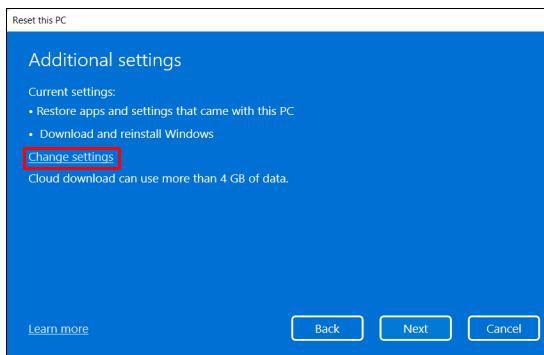 Reset this PC
Additional settings
Current settings:
▪ Restore apps and settings that came with this PC
▪ Download and reinstall Windows
Change settings
Cloud download can use more than 4 GB of data.
Learn more
Back
Next
Cancel